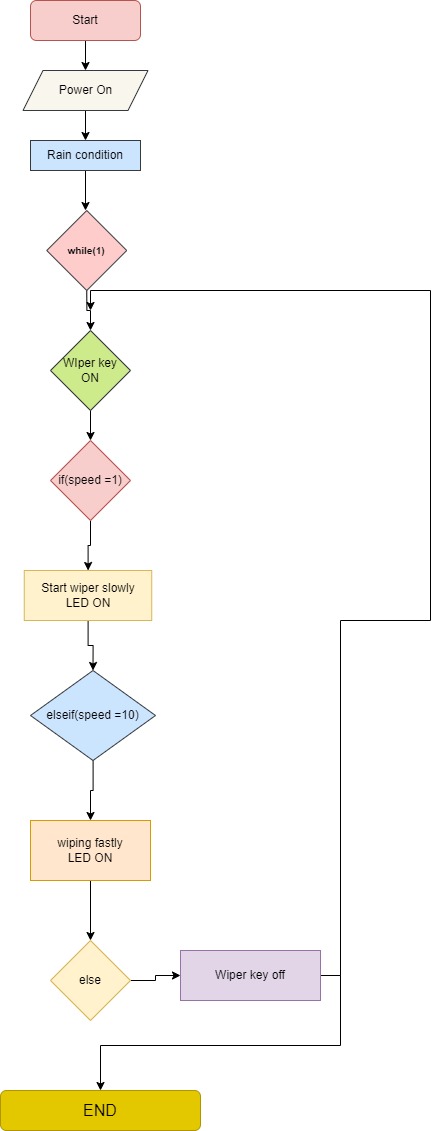 Start
Power On
Rain condition
while(1)
WIper key
ON
if(speed =1)
Start wiper slowly
LED ON
elseif(speed =10)
wiping fastly
LED ON
else
Wiper key off
END